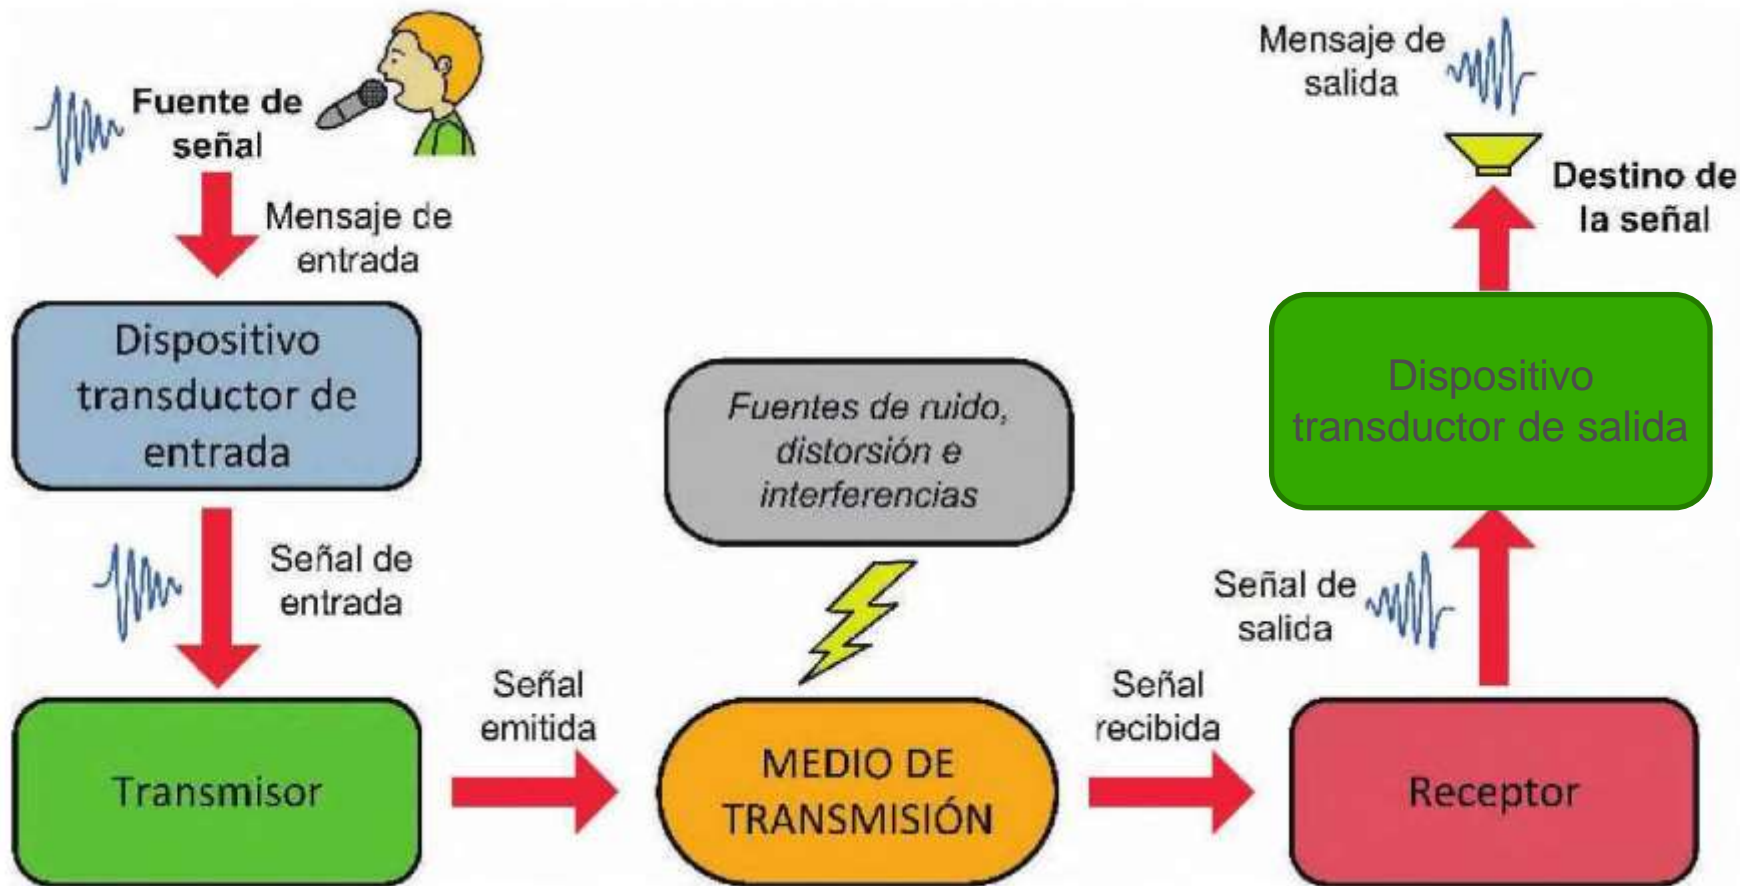 Fuente de
señal
Mensaje de
entrada
Dispositivo
transductor de
entrada
Señal de
entrada
Transmisor
Señal
emitida
Fuentes de ruido,
distorsión e
interferencias
MEDIO DE
TRANSMISIÓN
Señal
recibida
Receptor
Señal de
salida
Dispositivo
transductor de salida
Destino de
la señal
Mensaje de
salida